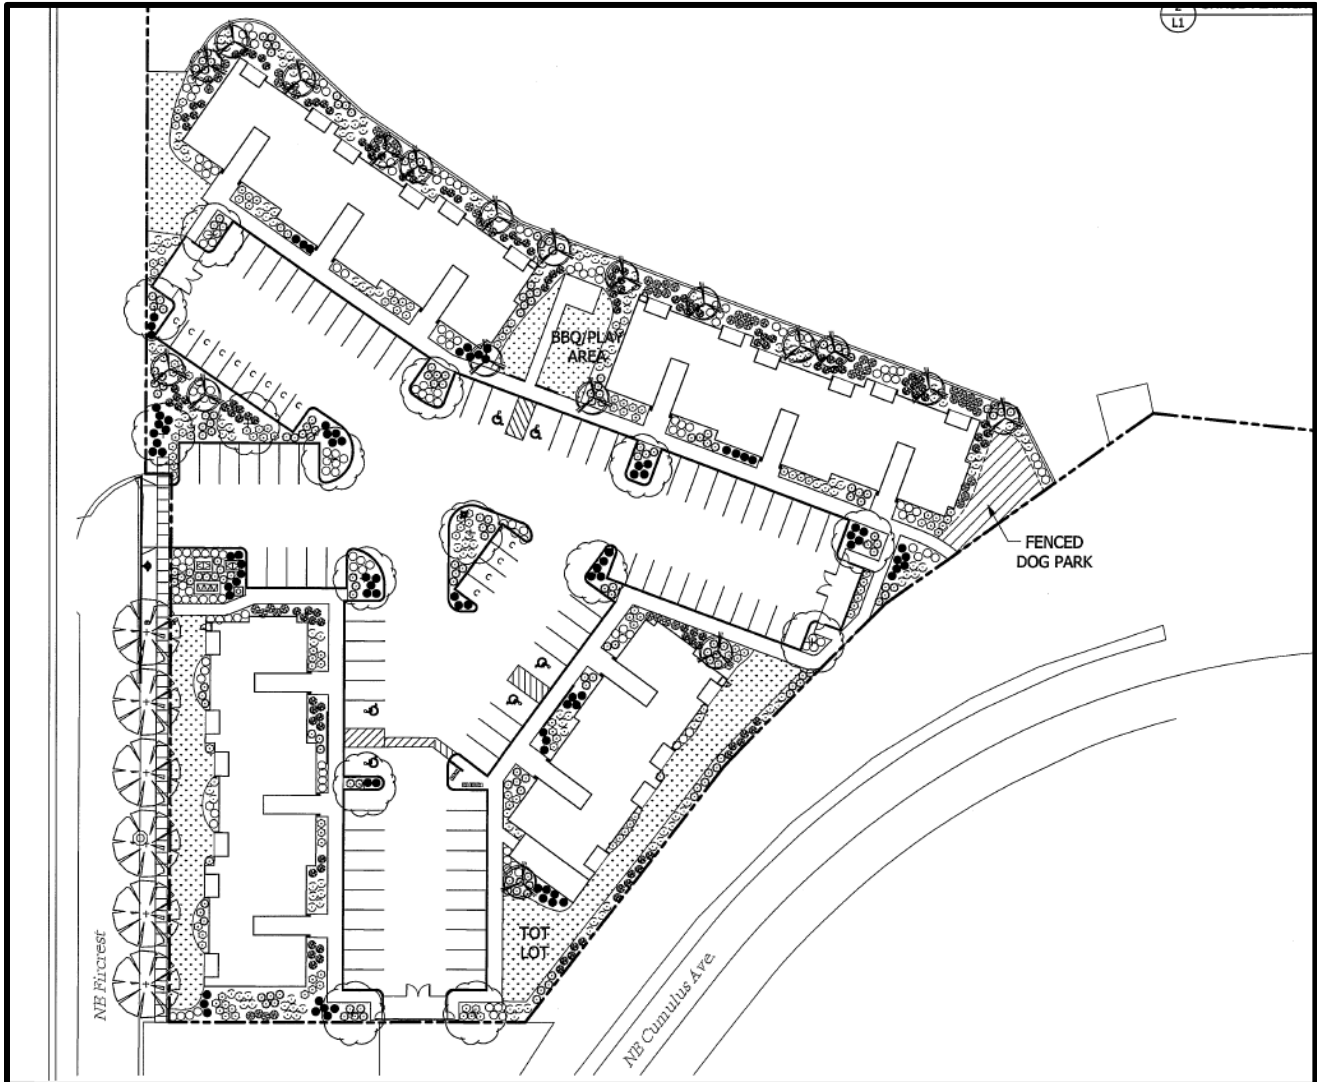 L1
BBQ/PLAY
AREA
FENCED
DOG PARK
TOT
LOT
NE Fircrest
NE Cumulus Ave.